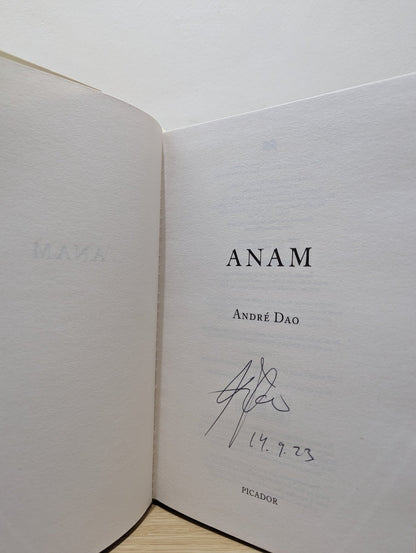 ANAM
ANDRÉ DAO
14.9.23
PICADOR